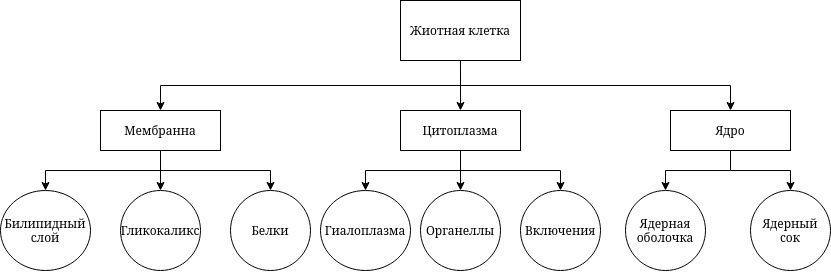 Жиотная клетка
Мембранна
Цитоплазма
Ядро
Билипидный
слой
Гликокаликс
Белки
Гиалоплазма
Органеллы
Включения
Ядерная
оболочка
Ядерный
сок